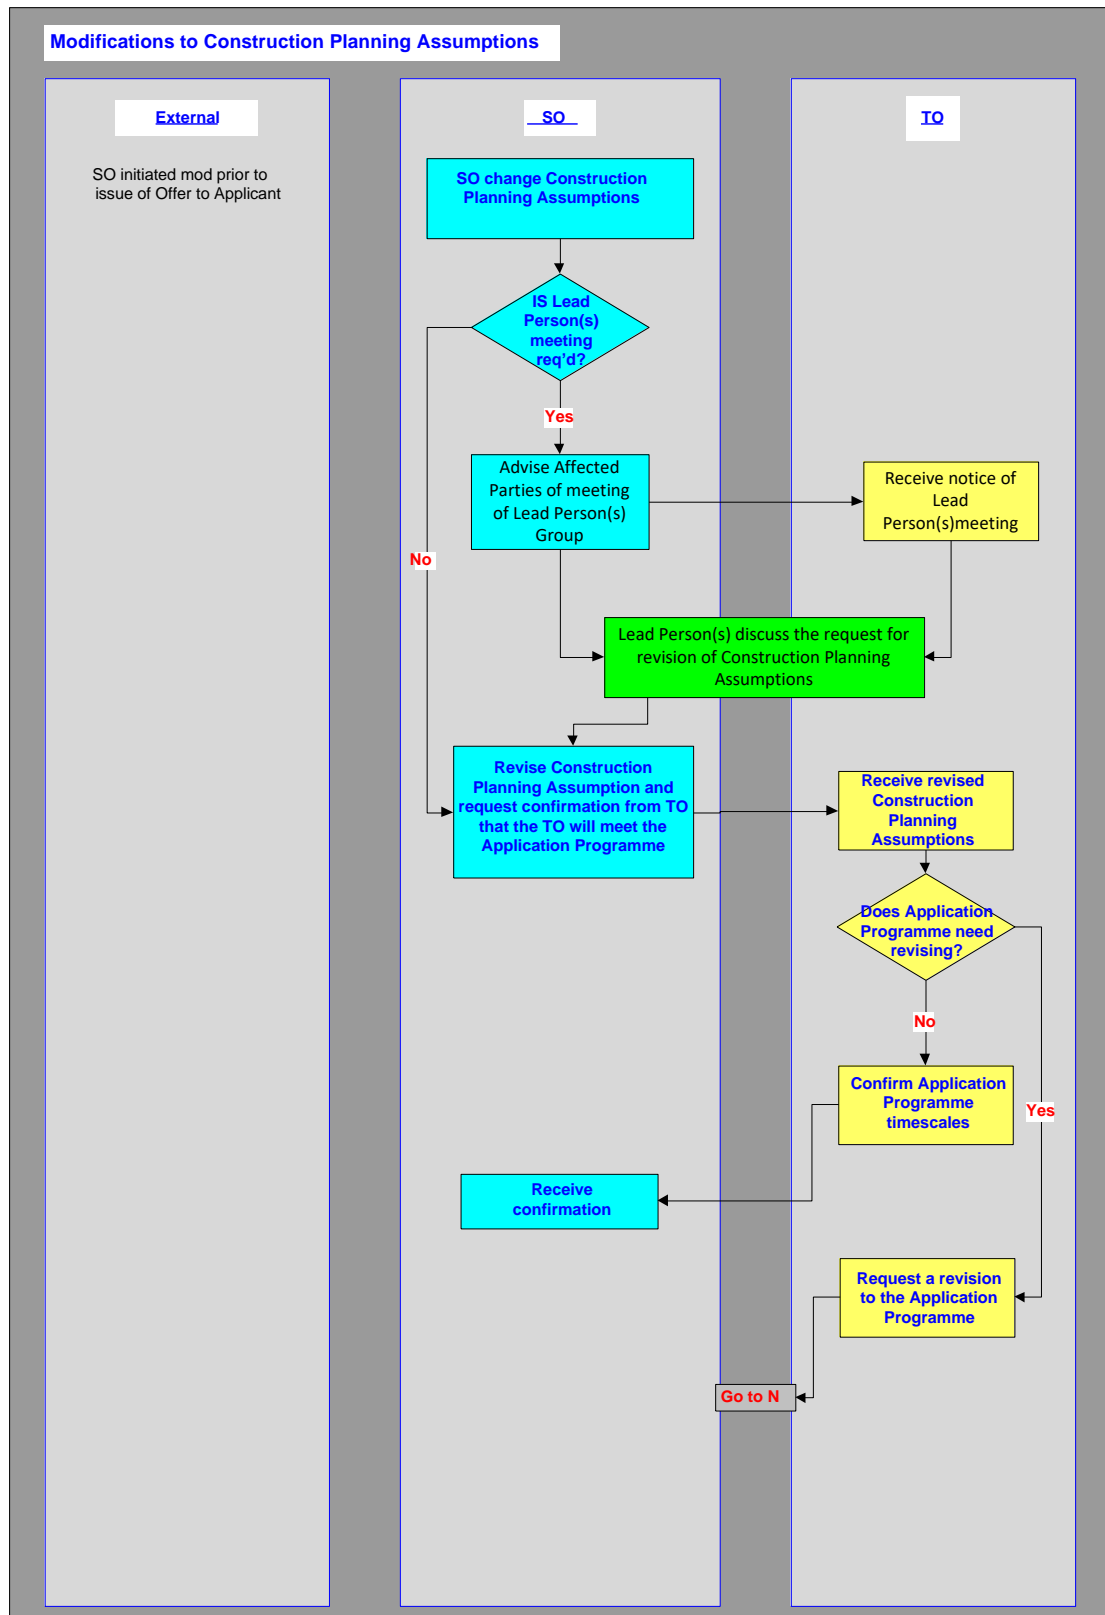 Modifications to Construction Planning Assumptions
External
SO
TO
SO initiated mod prior to
issue of Offer to Applicant
SO change Construction
Planning Assumptions
IS Lead
Person(s)
meeting
req'd?
Yes
Advise Affected
Parties of meeting
of Lead Person(s)
Group
Receive notice of
Lead
Person(s)meeting
No
Lead Person(s) discuss the request for
revision of Construction Planning
Assumptions
Revise Construction
Planning Assumption and
request confirmation from TO
that the TO will meet the
Application Programme
Receive revised
Construction
Planning
Assumptions
Does Application
Programme need
revising?
No
Confirm Application
Programme
timescales
Yes
Receive
confirmation
Request a revision
to the Application
Programme
Go to N